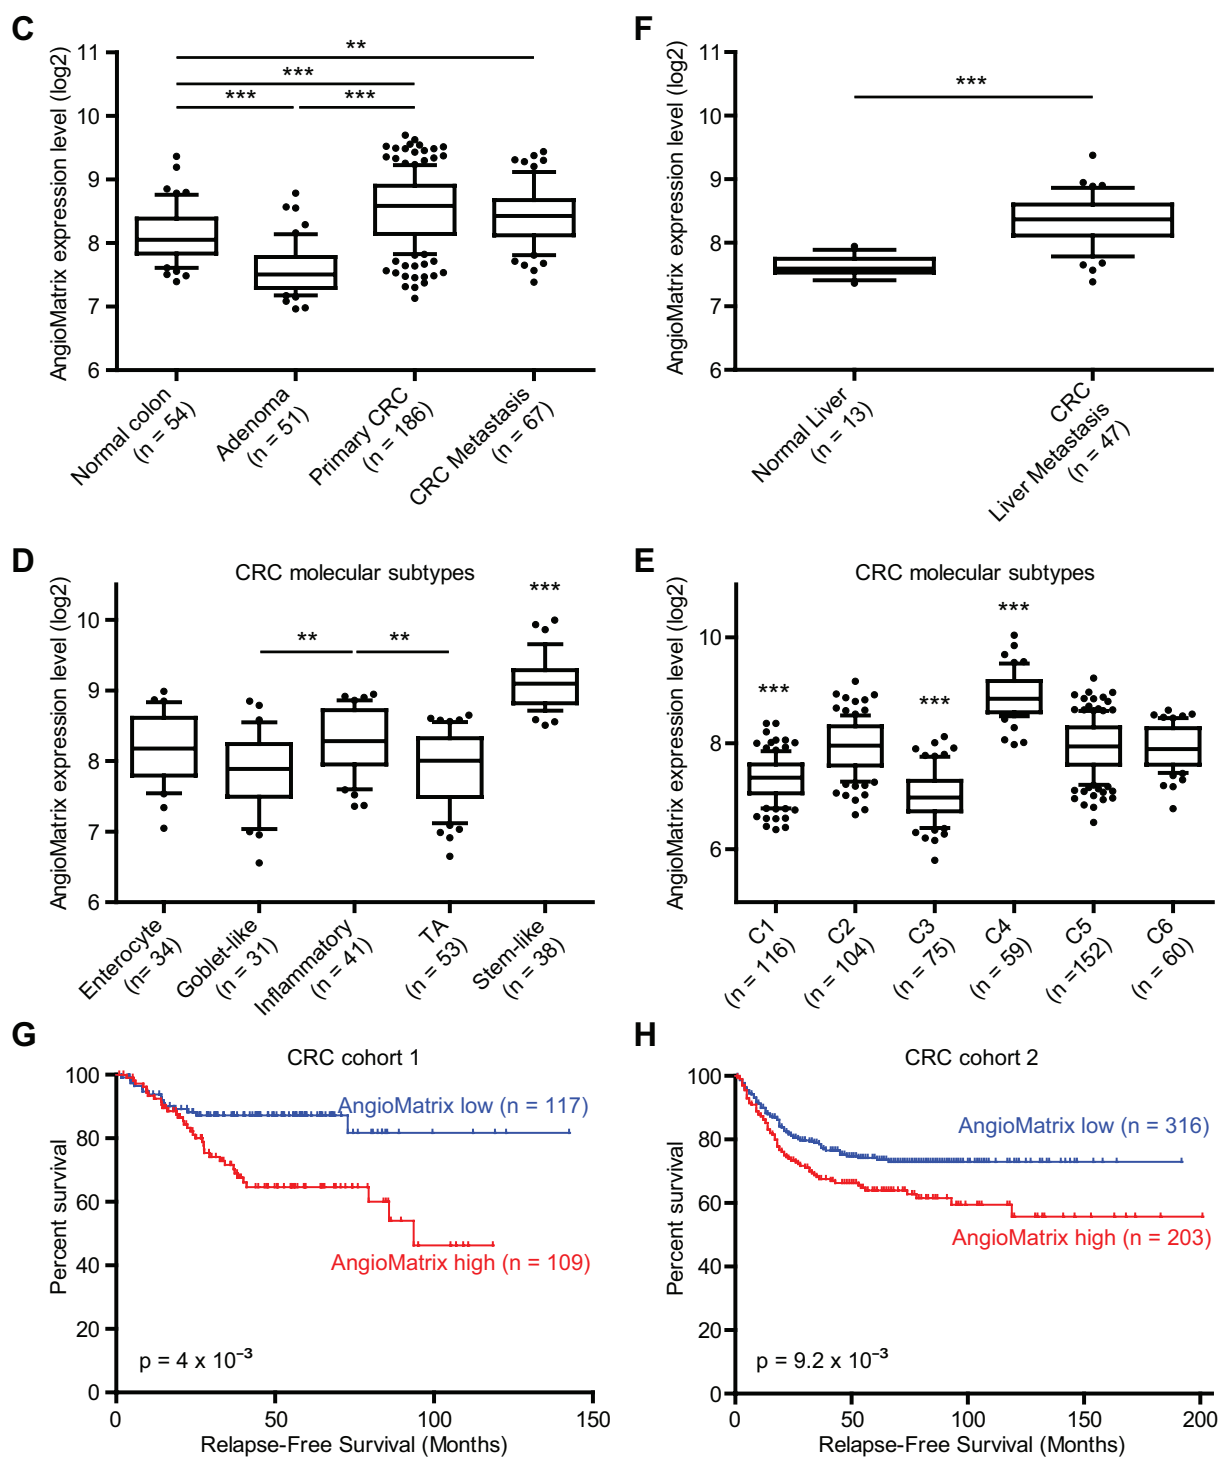 C
AngioMatrix expression level (log2)
11
10
9
8
7
6
**
***
*** ***
Normal colon
(n = 54)
Adenoma
(n = 51)
Primary CRC
(n = 186)
CRC Metastasis
(n = 67)
F
AngioMatrix expression level (log2)
11
10
9
8
7
6
***
Normal Liver
(n = 13)
CRC
Liver Metastasis
(n = 47)
D
CRC molecular subtypes
AngioMatrix expression level (log2)
10
9
8
7
6
** **
***
Enterocyte
(n= 34)
Goblet-like
(n = 31)
Inflammatory
(n = 41)
TA
(n = 53)
Stem-like
(n = 38)
E
CRC molecular subtypes
AngioMatrix expression level (log2)
10
8
6
***
***
***
C1
(n = 116)
C2
(n = 104)
C3
(n = 75)
C4
(n = 59)
C5
(n =152)
C6
(n = 60)
G
CRC cohort 1
Percent survival
100
80
60
40
20
0
AngioMatrix low (n = 117)
AngioMatrix high (n = 109)
p = 4 x 10⁻³
0 50 100 150
Relapse-Free Survival (Months)
H
CRC cohort 2
Percent survival
100
80
60
40
20
0
AngioMatrix low (n = 316)
AngioMatrix high (n = 203)
p = 9.2 x 10⁻³
0 50 100 150 200
Relapse-Free Survival (Months)